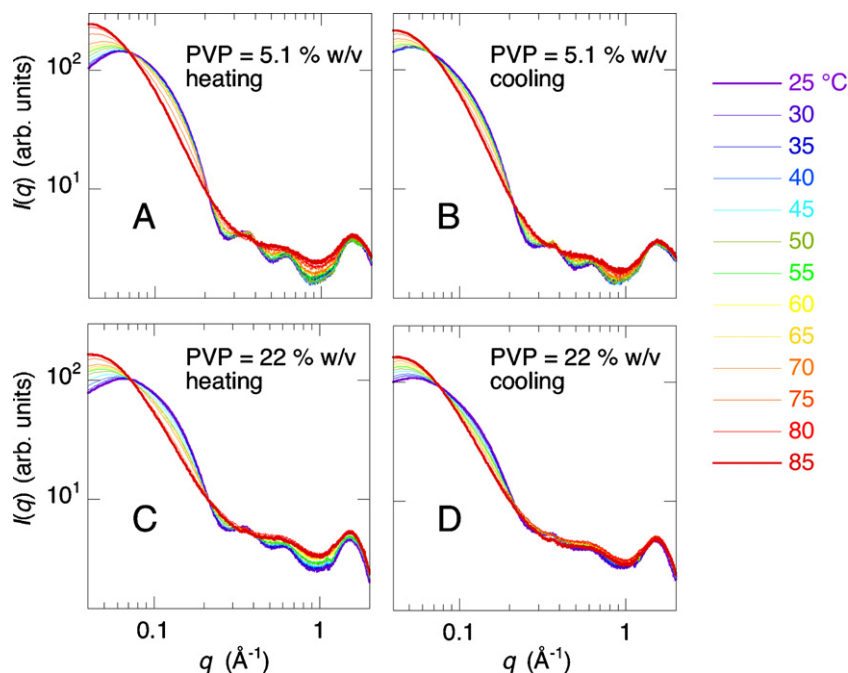 PVP = 5.1 % w/v
heating
A
PVP = 5.1 % w/v
cooling
B
10²
10¹
I(q) (arb. units)
PVP = 22 % w/v
heating
C
PVP = 22 % w/v
cooling
D
10²
10¹
I(q) (arb. units)
0.1
1
0.1
1
q (Å⁻¹)
q (Å⁻¹)
25 °C
30
35
40
45
50
55
60
65
70
75
80
85